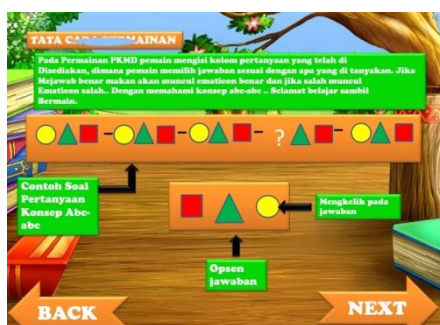 TATA CARA PERMAINAN
Pada Permainan PKMD pemain mengisi kolom pertanyaan yang telah di
Disediakan, dimana pemain memilih jawaban sesuai dengan apa yang di tanyakan. Jika
Mejawab benar makan akan muncul ematicon benar dan jika salah muncul
Ematicon salah.. Dengan memahami konsep abc-abc .. Selamat belajar sambil
Bermain.
- - - ? -
Contoh Soal
Pertanyaan
Konsep Abc-
abc
Mengkelik pada
jawaban
Opsen
jawaban
BACK
NEXT